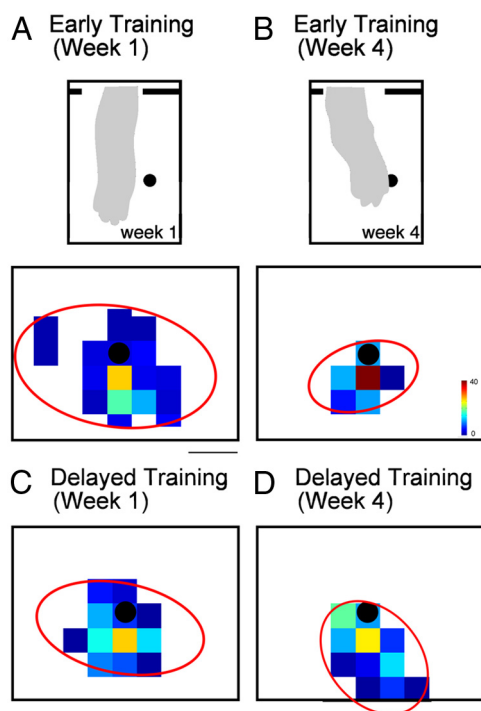 A Early Training
(Week 1)
B Early Training
(Week 4)
week 1
week 4
40
0
C Delayed Training
(Week 1)
D Delayed Training
(Week 4)